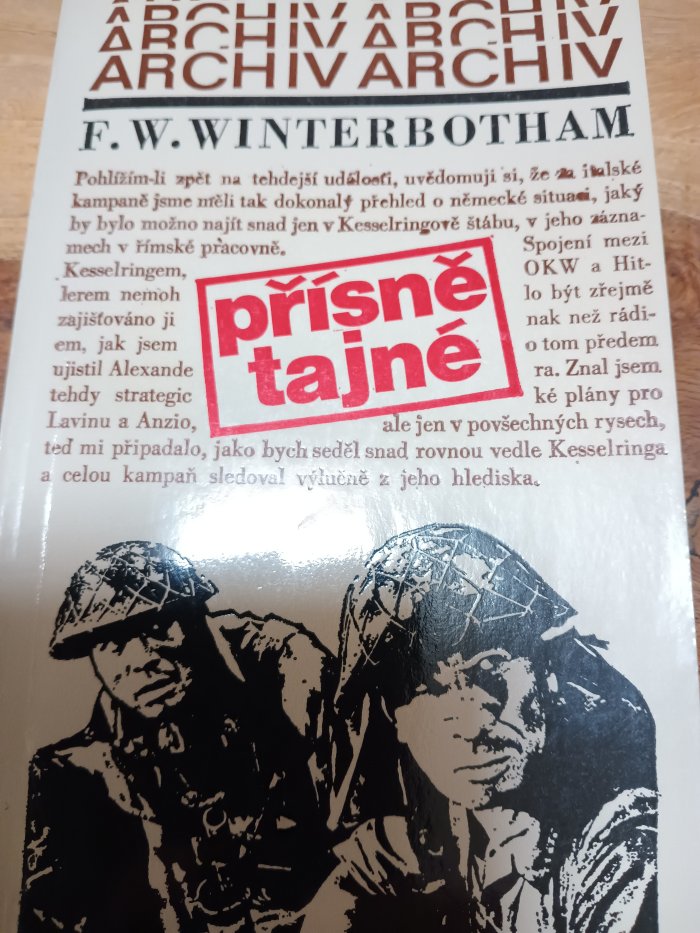 ARCHIV ARCHIV
ARCHIV ARCHIV
ARCHIV ARCHIV
F. W. WINTERBOTHAM
Pohlížím-li zpět na tehdejší události, uvědomuji si, že za italské
kampaně jsme měli tak dokonalý přehled o německé situaci, jaký
by bylo možno najít snad jen v Kesselringově štábu, v jeho zázna-
mech v římské pracovně. Spojení mezi
Kesselringem, OKW a Hit-
lerem nemoh lo být zřejmě
zajišťováno ji nak než rádi-
em, jak jsem o tom předem
ujistil Alexande ra. Znal jsem
tehdy strategic ké plány pro
Lavinu a Anzio, ale jen v povšechných rysech,
teď mi připadalo, jako bych seděl snad rovnou vedle Kesselringa
a celou kampaň sledoval výlučně z jeho hlediska.
přísně
tajné